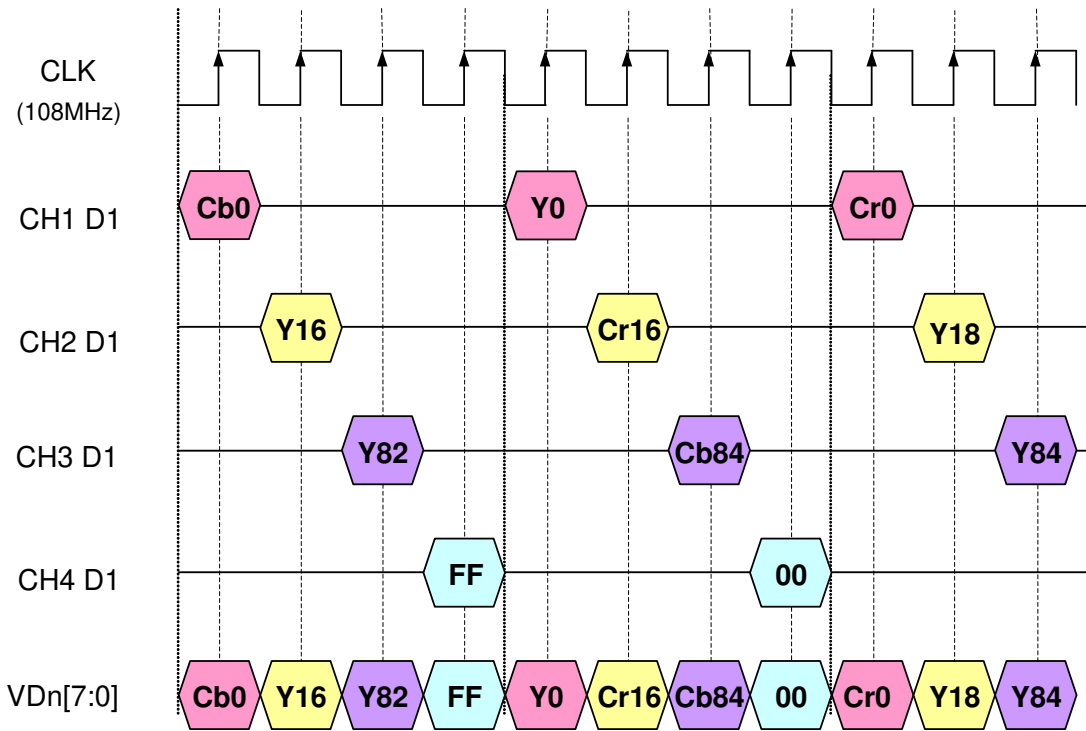 CLK
(108MHz)
CH1 D1 Cb0 Y0 Cr0
CH2 D1 Y16 Cr16 Y18
CH3 D1 Y82 Cb84 Y84
CH4 D1 FF 00
VDn[7:0] Cb0 Y16 Y82 FF Y0 Cr16 Cb84 00 Cr0 Y18 Y84